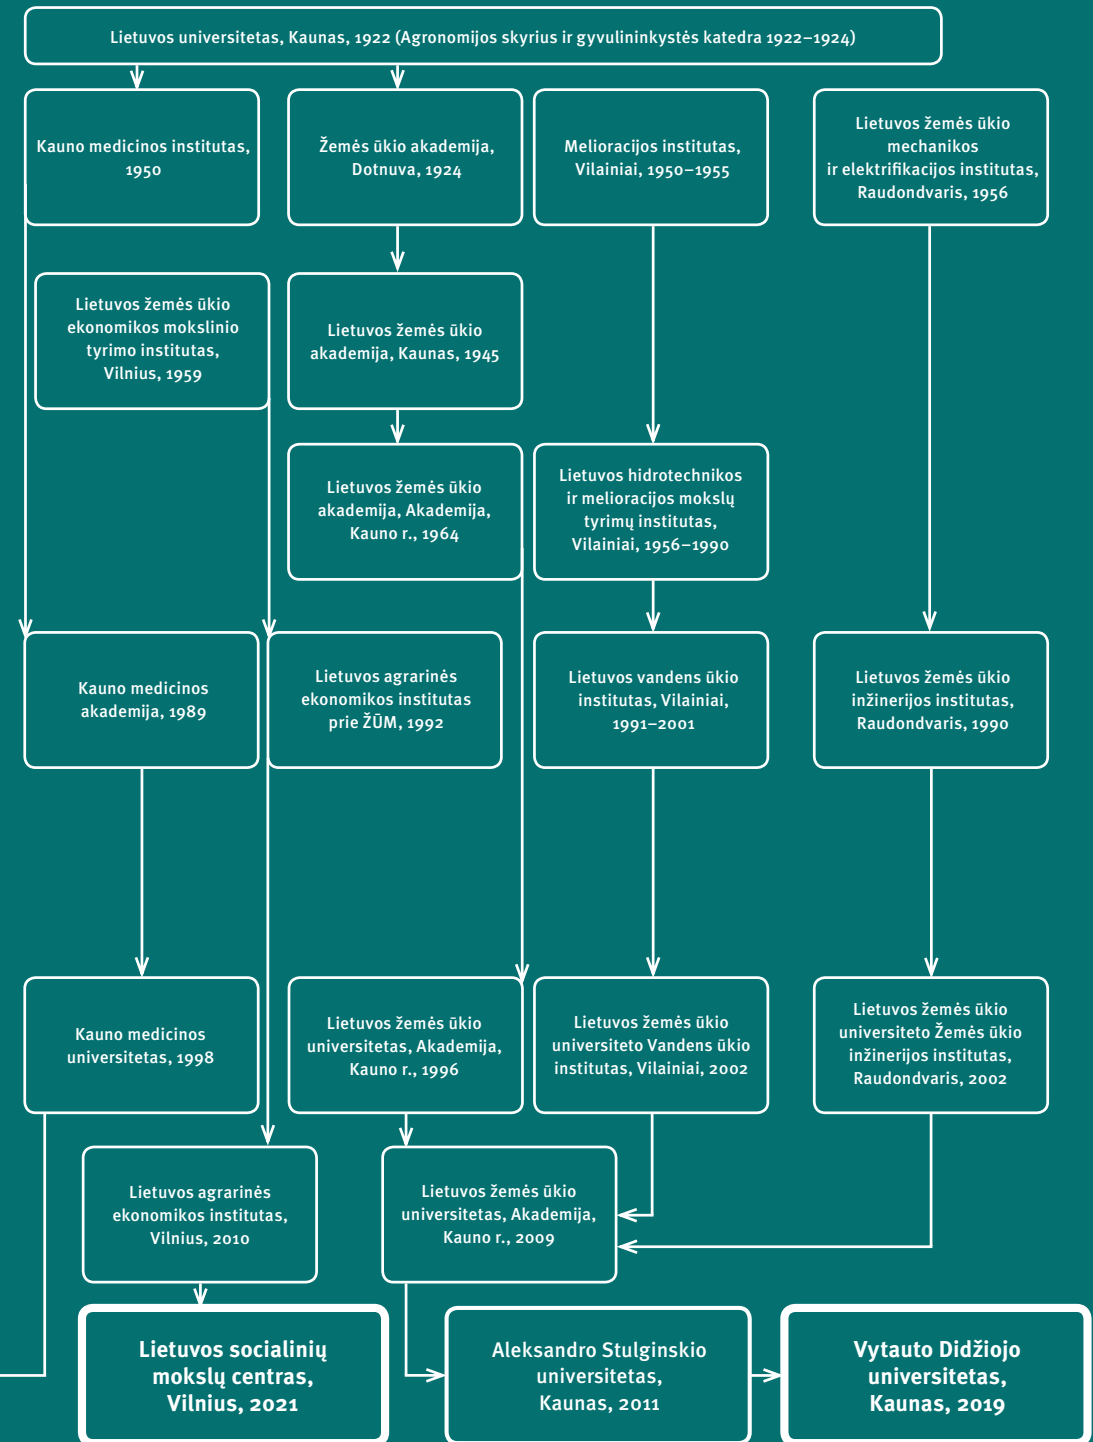 Lietuvos universitetas, Kaunas, 1922 (Agronomijos skyrius ir gyvulininkystės katedra 1922–1924)
Kauno medicinos institutas,
1950
Žemės ūkio akademija,
Dotnuva, 1924
Melioracijos institutas,
Vilainiai, 1950–1955
Lietuvos žemės ūkio
mechanikos
ir elektrifikacijos institutas,
Raudondvaris, 1956
Lietuvos žemės ūkio
ekonomikos mokslinio
tyrimo institutas,
Vilnius, 1959
Lietuvos žemės ūkio
akademija, Kaunas, 1945
Lietuvos žemės ūkio
akademija, Akademija,
Kauno r., 1964
Lietuvos hidrotechnikos
ir melioracijos mokslų
tyrimų institutas,
Vilainiai, 1956–1990
Kauno medicinos
akademija, 1989
Lietuvos agrarinės
ekonomikos institutas
prie ŽŪM, 1992
Lietuvos vandens ūkio
institutas, Vilainiai,
1991–2001
Lietuvos žemės ūkio
inžinerijos institutas,
Raudondvaris, 1990
Kauno medicinos
universitetas, 1998
Lietuvos žemės ūkio
universitetas, Akademija,
Kauno r., 1996
Lietuvos žemės ūkio
universiteto Vandens ūkio
institutas, Vilainiai, 2002
Lietuvos žemės ūkio
universiteto Žemės ūkio
inžinerijos institutas,
Raudondvaris, 2002
Lietuvos agrarinės
ekonomikos institutas,
Vilnius, 2010
Lietuvos žemės ūkio
universitetas, Akademija,
Kauno r., 2009
Lietuvos socialinių
mokslų centras,
Vilnius, 2021
Aleksandro Stulginskio
universitetas,
Kaunas, 2011
Vytauto Didžiojo
universitetas,
Kaunas, 2019